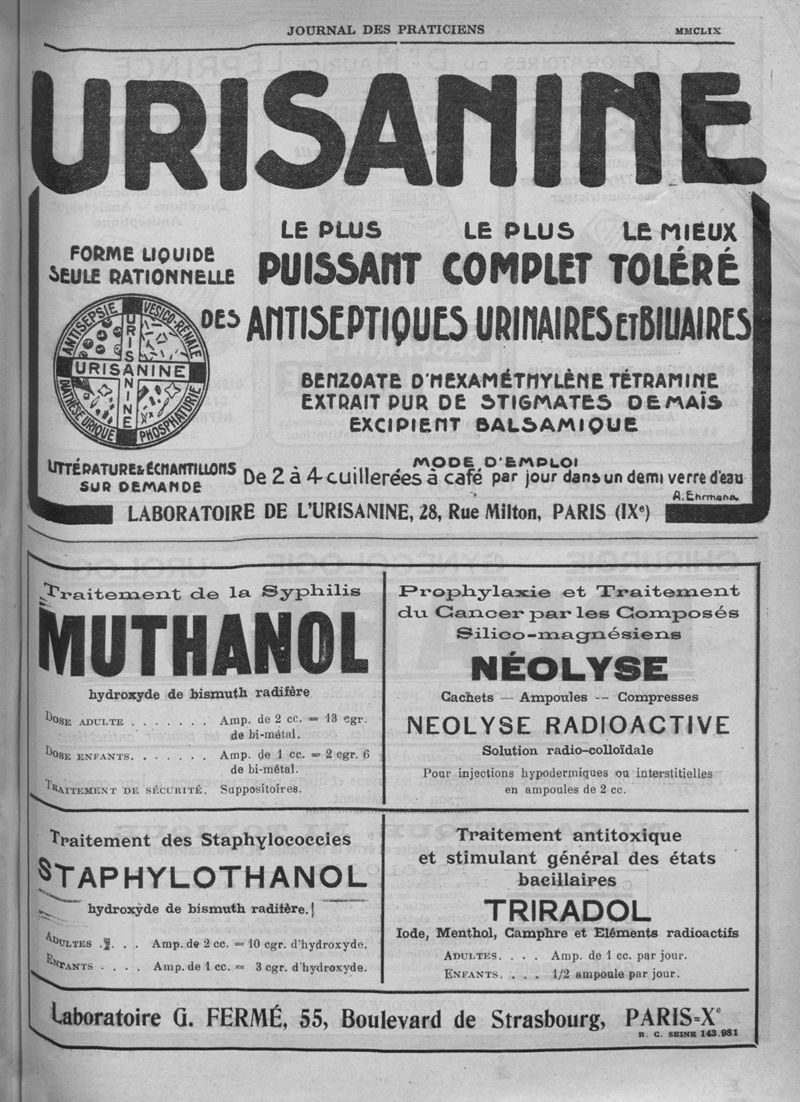 JOURNAL DES PRATICIENS
MMCLIX
URISANINE
FORME LIQUIDE
SEULE RATIONNELLE
LE PLUS LE PLUS LE MIEUX
PUISSANT COMPLET TOLÉRÉ
DES ANTISEPTIQUES URINAIRES ET BILIAIRES
ANTISEPSIE VESICO-RÉNALE
URISANINE
URISANINE
DIATHÈSE URIQUE PHOSPHATURIE
BENZOATE D'HEXAMÉTHYLÈNE TÉTRAMINE
EXTRAIT PUR DE STIGMATES DE MAÏS
EXCIPIENT BALSAMIQUE
LITTÉRATURE & ÉCHANTILLONS
SUR DEMANDE
MODE D'EMPLOI
De 2 à 4 cuillerées à café par jour dans un demi verre d'eau
A. Ehrmann.
LABORATOIRE DE L'URISANINE, 28, Rue Milton, PARIS (IXe)
Traitement de la Syphilis
MUTHANOL
hydroxyde de bismuth radifère
DOSE ADULTE . . . . . . . Amp. de 2 cc. = 13 cgr.
de bi-métal.
DOSE ENFANTS. . . . . . . Amp. de 1 cc. = 2 cgr. 6
de bi-métal.
TRAITEMENT DE SÉCURITÉ. Suppositoires.
Prophylaxie et Traitement
du Cancer par les Composés
Silico-magnésiens
NÉOLYSE
Cachets — Ampoules -- Compresses
NEOLYSE RADIOACTIVE
Solution radio-colloïdale
Pour injections hypodermiques ou interstitielles
en ampoules de 2 cc.
Traitement des Staphylococcies
STAPHYLOTHANOL
hydroxyde de bismuth radifère.
ADULTES . . . . Amp. de 2 cc. = 10 cgr. d'hydroxyde.
ENFANTS . . . . Amp. de 1 cc. = 3 cgr. d'hydroxyde.
Traitement antitoxique
et stimulant général des états
bacillaires
TRIRADOL
Iode, Menthol, Camphre et Eléments radioactifs
ADULTES. . . . Amp. de 1 cc. par jour.
ENFANTS. . . . 1/2 ampoule par jour.
Laboratoire G. FERMÉ, 55, Boulevard de Strasbourg, PARIS-Xe
R. C. SEINE 143.981